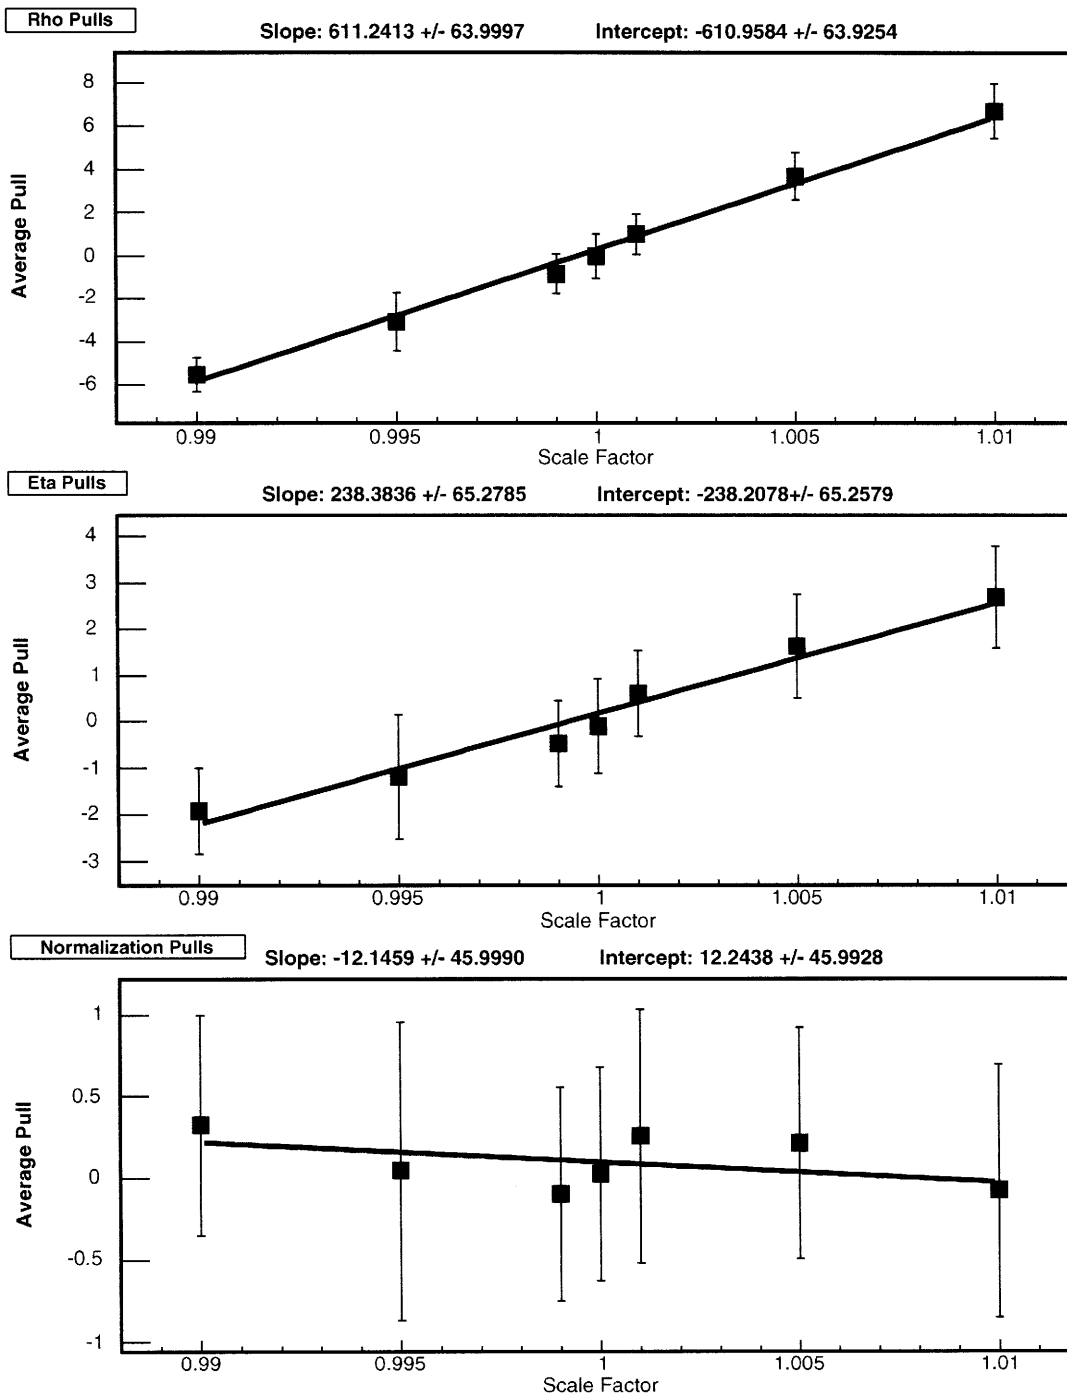 Rho Pulls
Slope: 611.2413 +/- 63.9997 Intercept: -610.9584 +/- 63.9254
Average Pull
8
6
4
2
0
-2
-4
-6
0.99 0.995 1 1.005 1.01
Scale Factor
Eta Pulls
Slope: 238.3836 +/- 65.2785 Intercept: -238.2078+/- 65.2579
Average Pull
4
3
2
1
0
-1
-2
-3
0.99 0.995 1 1.005 1.01
Scale Factor
Normalization Pulls
Slope: -12.1459 +/- 45.9990 Intercept: 12.2438 +/- 45.9928
Average Pull
1
0.5
0
-0.5
-1
0.99 0.995 1 1.005 1.01
Scale Factor